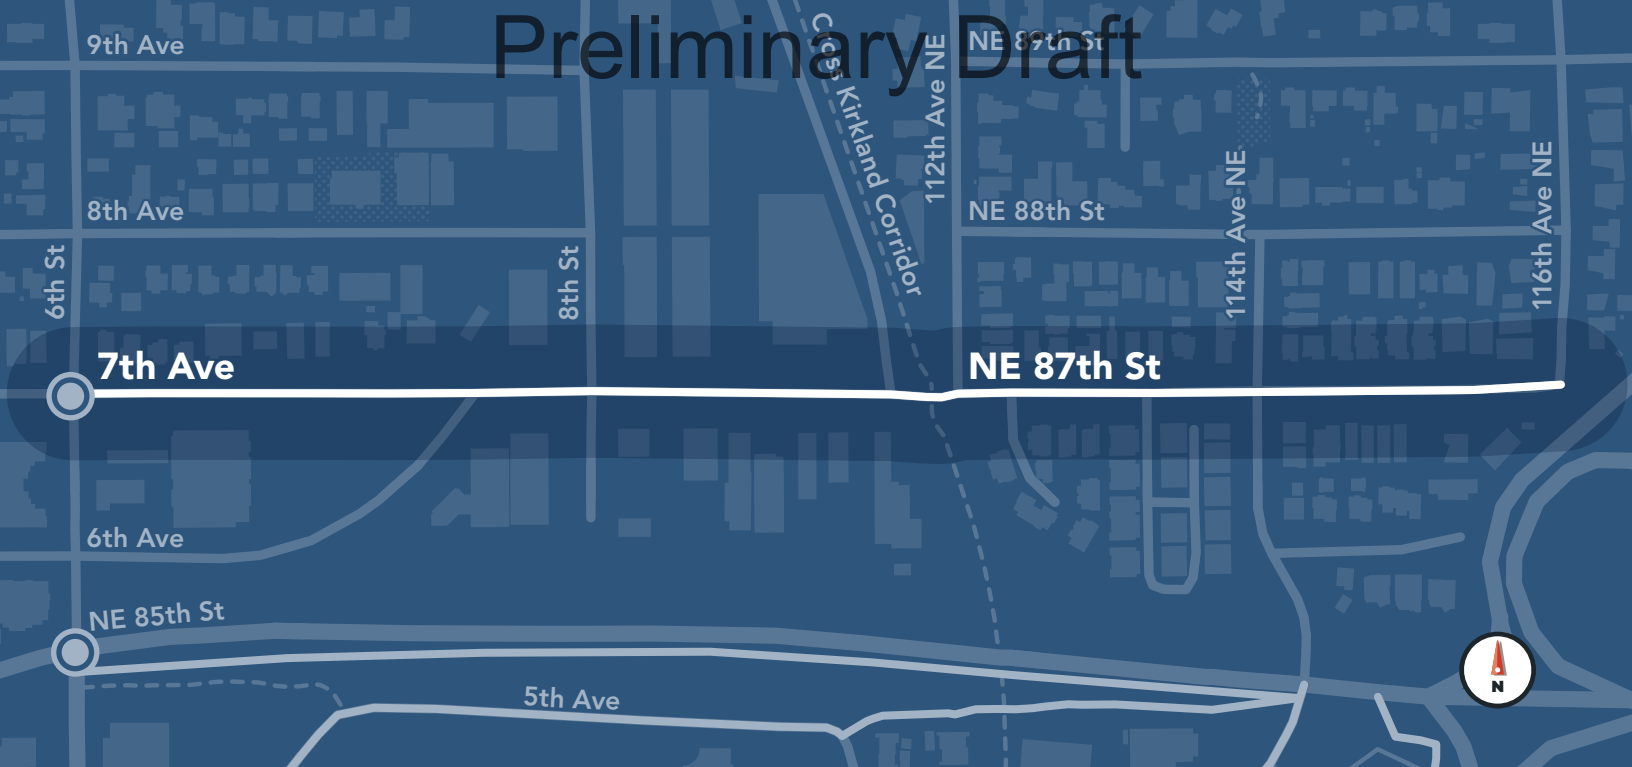 Preliminary Draft
9th Ave
NE 89th St
Cross Kirkland Corridor
112th Ave NE
8th Ave
NE 88th St
114th Ave NE
116th Ave NE
6th St
8th St
7th Ave
NE 87th St
6th Ave
NE 85th St
5th Ave
N